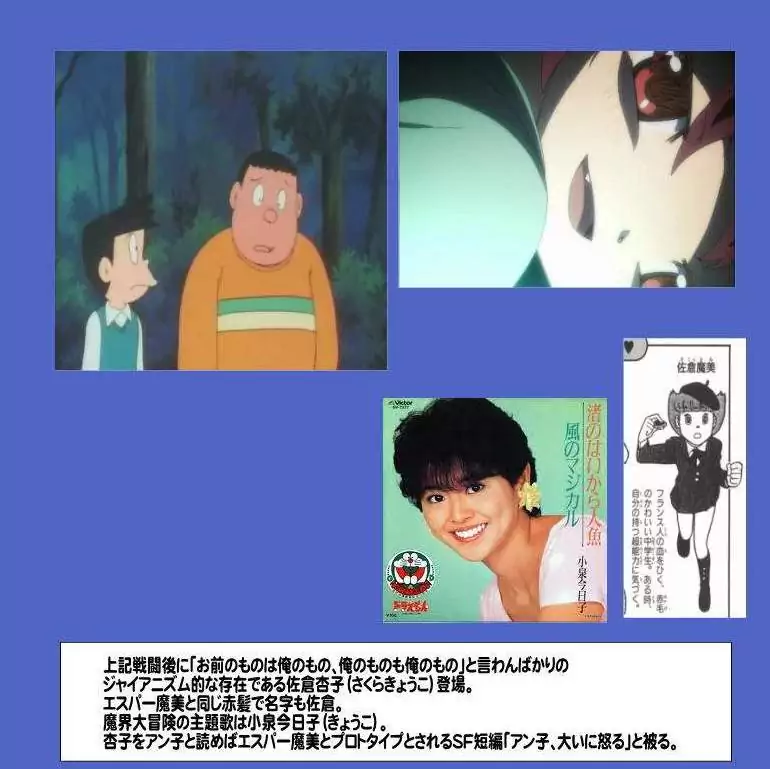 Victor
渚のはいから人魚
風のマジカル
小泉今日子
ドラえもん
佐倉魔美
フランス人の血をひく、赤毛
のかわいい中学生。ある時、
自分の持つ超能力に気づく。
上記戦闘後に「お前のものは俺のもの、俺のものも俺のもの」と言わんばかりの
ジャイアニズム的な存在である佐倉杏子(さくらきょうこ)登場。
エスパー魔美と同じ赤髪で名字も佐倉。
魔界大冒険の主題歌は小泉今日子(きょうこ)。
杏子をアン子と読めばエスパー魔美とプロトタイプとされるSF短編「アン子、大いに怒る」と被る。